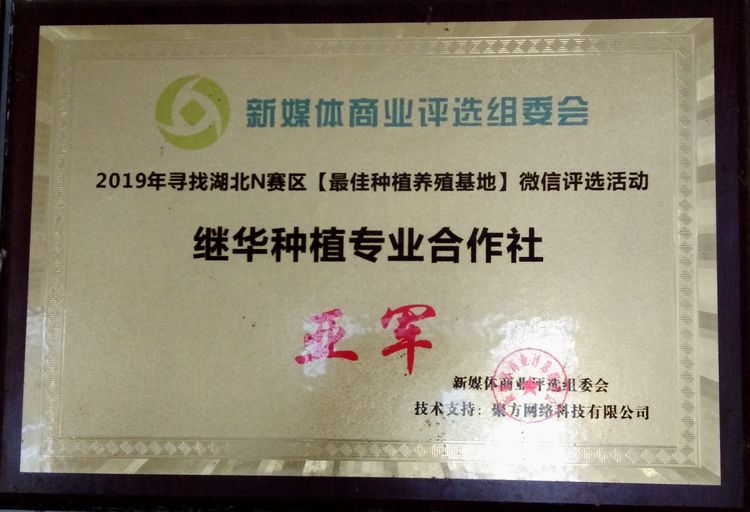 新媒体商业评选组委会
2019年寻找湖北N赛区【最佳种植养殖基地】微信评选活动
继华种植专业合作社
亚军
新媒体商业评选组委会
技术支持：聚方网络科技有限公司